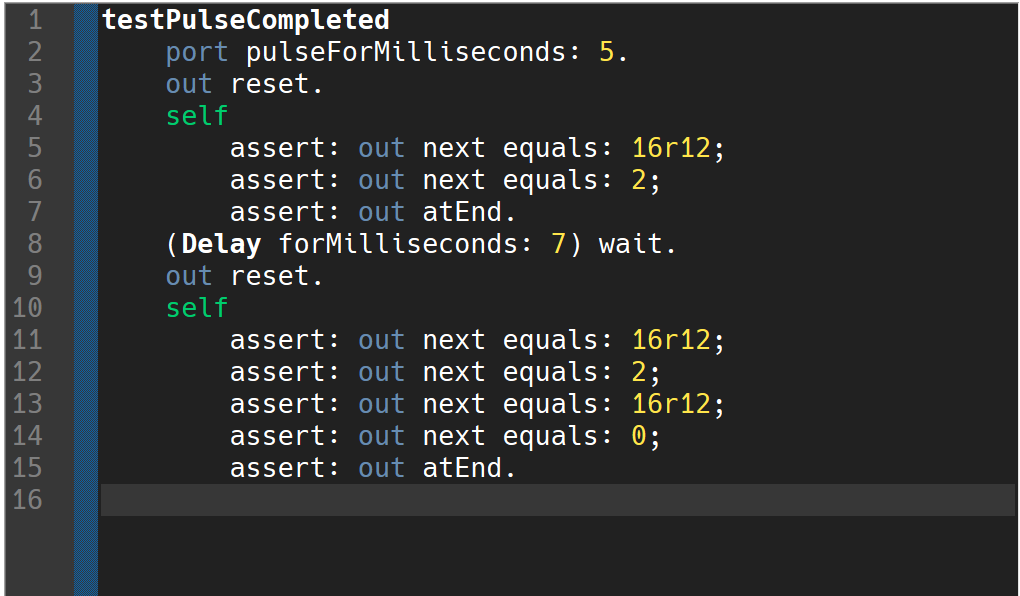 1 testPulseCompleted
2 port pulseForMilliseconds: 5.
3 out reset.
4 self
5 assert: out next equals: 16r12;
6 assert: out next equals: 2;
7 assert: out atEnd.
8 (Delay forMilliseconds: 7) wait.
9 out reset.
10 self
11 assert: out next equals: 16r12;
12 assert: out next equals: 2;
13 assert: out next equals: 16r12;
14 assert: out next equals: 0;
15 assert: out atEnd.
16